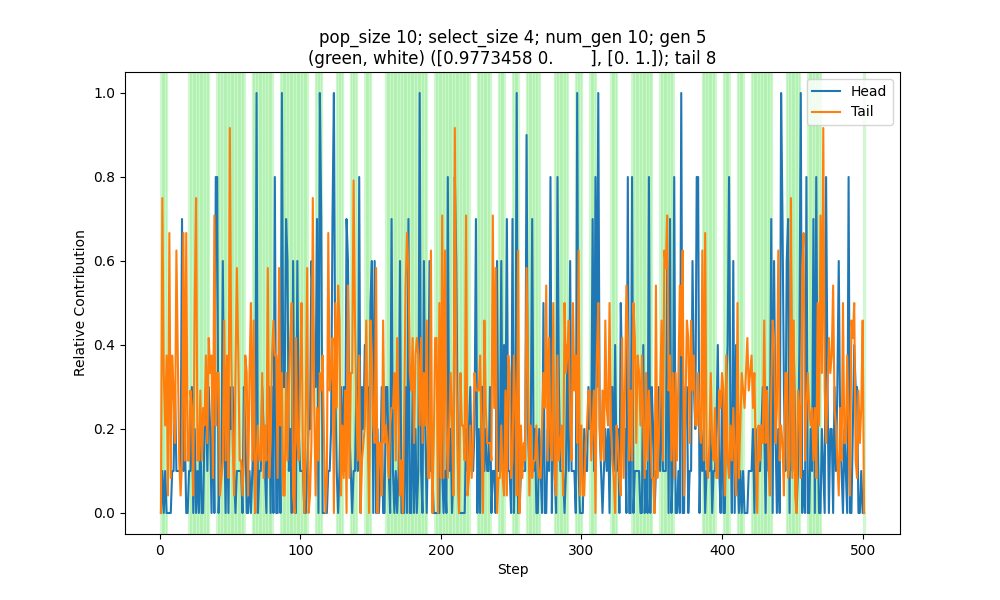 pop_size 10; select_size 4; num_gen 10; gen 5
(green, white) ([0.9773458 0.        ], [0. 1.]); tail 8
Head
Tail
1.0
0.8
0.6
0.4
0.2
0.0
Relative Contribution
0
100
200
300
400
500
Step